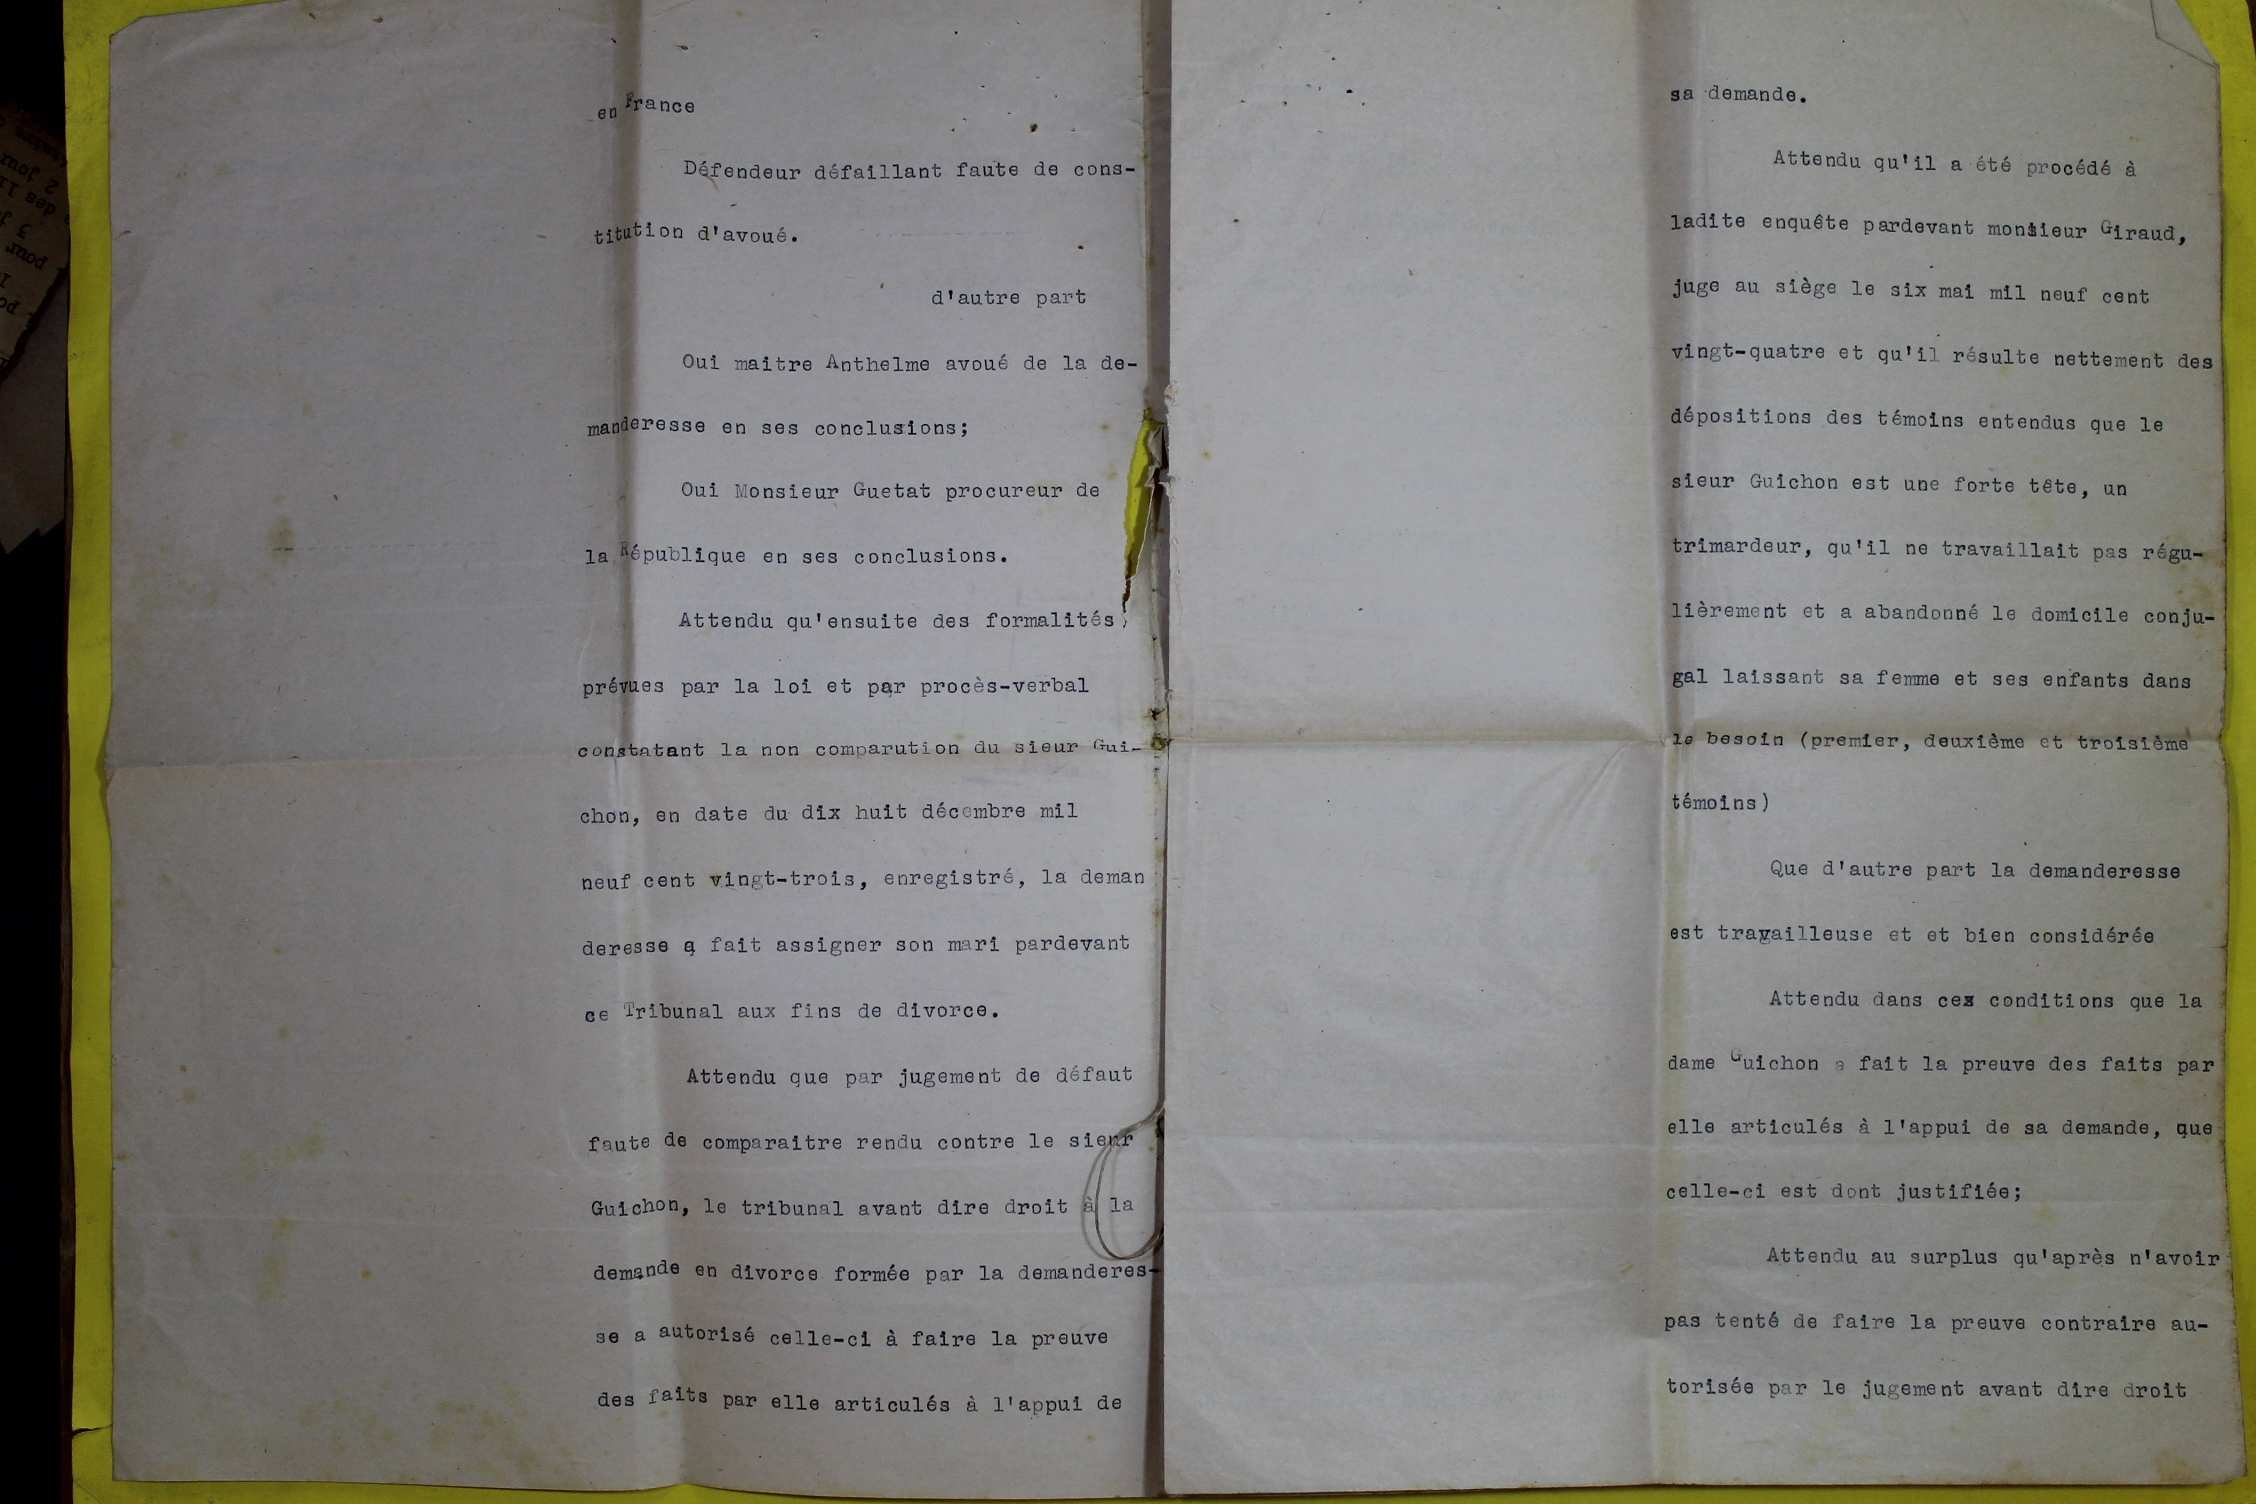 en France
Défendeur défaillant faute de cons-
titution d'avoué.
d'autre part
Oui maitre Anthelme avoué de la de-
manderesse en ses conclusions;
Oui Monsieur Guetat procureur de
la République en ses conclusions.
Attendu qu'ensuite des formalités
prévues par la loi et par procès-verbal
constatant la non comparution du sieur Gui-
chon, en date du dix huit décembre mil
neuf cent vingt-trois, enregistré, la deman
deresse a fait assigner son mari pardevant
ce Tribunal aux fins de divorce.
Attendu que par jugement de défaut
faute de comparaitre rendu contre le sieur
Guichon, le tribunal avant dire droit à la
demande en divorce formée par la demanderes-
se a autorisé celle-ci à faire la preuve
des faits par elle articulés à l'appui de
sa demande.
Attendu qu'il a été procédé à
ladite enquête pardevant monsieur Giraud,
juge au siège le six mai mil neuf cent
vingt-quatre et qu'il résulte nettement des
dépositions des témoins entendus que le
sieur Guichon est une forte tête, un
trimardeur, qu'il ne travaillait pas régu-
lièrement et a abandonné le domicile conju-
gal laissant sa femme et ses enfants dans
le besoin (premier, deuxième et troisième
témoins)
Que d'autre part la demanderesse
est travailleuse et et bien considérée
Attendu dans ces conditions que la
dame Guichon a fait la preuve des faits par
elle articulés à l'appui de sa demande, que
celle-ci est dont justifiée;
Attendu au surplus qu'après n'avoir
pas tenté de faire la preuve contraire au-
torisée par le jugement avant dire droit